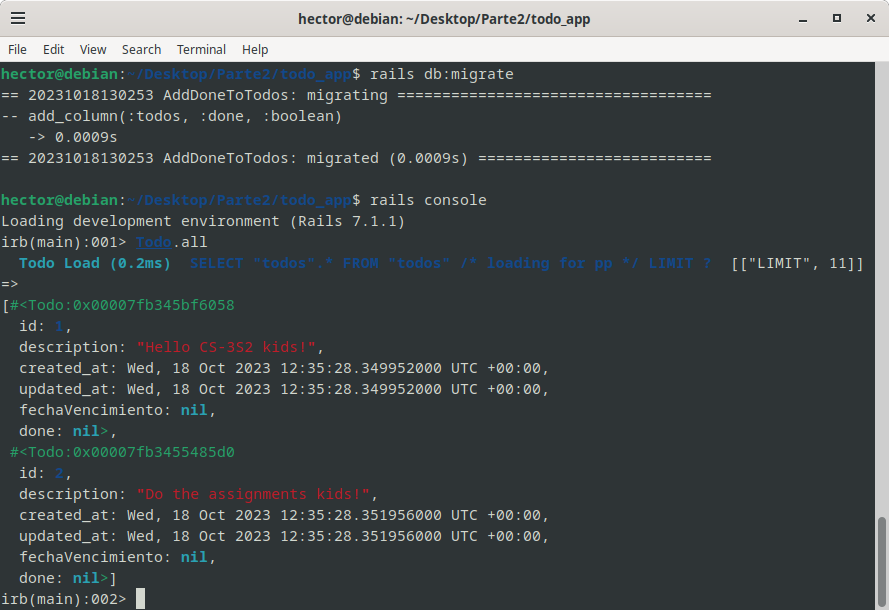 hector@debian: ~/Desktop/Parte2/todo_app
File Edit View Search Terminal Help
hector@debian:~/Desktop/Parte2/todo_app$ rails db:migrate
== 20231018130253 AddDoneToTodos: migrating ===================================
-- add_column(:todos, :done, :boolean)
   -> 0.0009s
== 20231018130253 AddDoneToTodos: migrated (0.0009s) ==========================
hector@debian:~/Desktop/Parte2/todo_app$ rails console
Loading development environment (Rails 7.1.1)
irb(main):001> Todo.all
  Todo Load (0.2ms)  SELECT "todos".* FROM "todos" /* loading for pp */ LIMIT ?  [["LIMIT", 11]]
=>
[#<Todo:0x00007fb345bf6058
  id: 1,
  description: "Hello CS-3S2 kids!",
  created_at: Wed, 18 Oct 2023 12:35:28.349952000 UTC +00:00,
  updated_at: Wed, 18 Oct 2023 12:35:28.349952000 UTC +00:00,
  fechaVencimiento: nil,
  done: nil>,
 #<Todo:0x00007fb3455485d0
  id: 2,
  description: "Do the assignments kids!",
  created_at: Wed, 18 Oct 2023 12:35:28.351956000 UTC +00:00,
  updated_at: Wed, 18 Oct 2023 12:35:28.351956000 UTC +00:00,
  fechaVencimiento: nil,
  done: nil>]
irb(main):002>